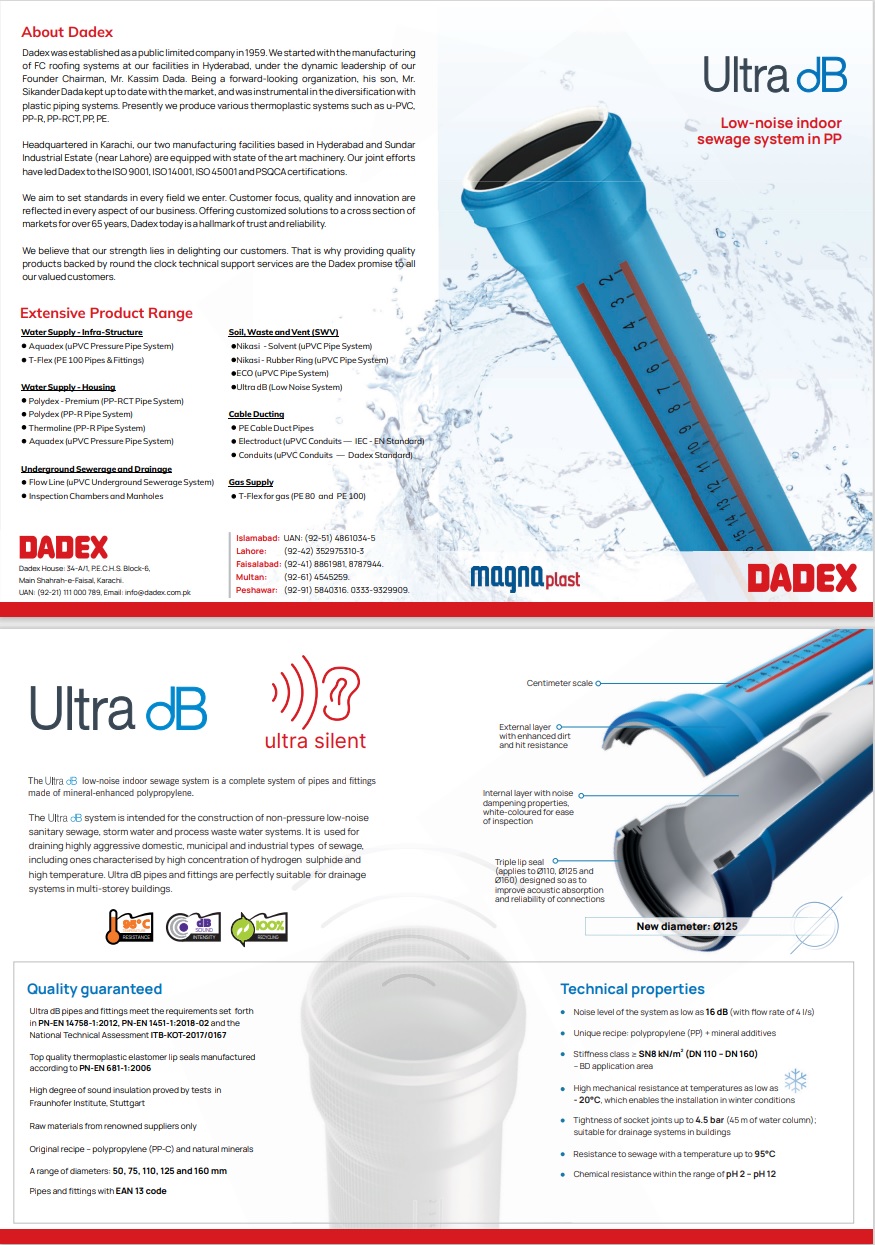 About Dadex
Dadex was established as a public limited company in 1959. We started with the manufacturing
of FC roofing systems at our facilities in Hyderabad, under the dynamic leadership of our
Founder Chairman, Mr. Kassim Dada. Being a forward-looking organization, his son, Mr.
Sikander Dada kept up to date with the market, and was instrumental in the diversification with
plastic piping systems. Presently we produce various thermoplastic systems such as u-PVC,
PP-R, PP-RCT, PP, PE.
Headquartered in Karachi, our two manufacturing facilities based in Hyderabad and Sundar
Industrial Estate (near Lahore) are equipped with state of the art machinery. Our joint efforts
have led Dadex to the ISO 9001, ISO 14001, ISO 45001 and PSQCA certifications.
We aim to set standards in every field we enter. Customer focus, quality and innovation are
reflected in every aspect of our business. Offering customized solutions to a cross section of
markets for over 65 years, Dadex today is a hallmark of trust and reliability.
We believe that our strength lies in delighting our customers. That is why providing quality
products backed by round the clock technical support services are the Dadex promise to all
our valued customers.
Extensive Product Range
Water Supply - Infra-Structure
● Aquadex (uPVC Pressure Pipe System)
● T-Flex (PE 100 Pipes & Fittings)
Water Supply - Housing
● Polydex - Premium (PP-RCT Pipe System)
● Polydex (PP-R Pipe System)
● Thermoline (PP-R Pipe System)
● Aquadex (uPVC Pressure Pipe System)
Underground Sewerage and Drainage
● Flow Line (uPVC Underground Sewerage System)
● Inspection Chambers and Manholes
Soil, Waste and Vent (SWV)
●Nikasi - Solvent (uPVC Pipe System)
●Nikasi - Rubber Ring (uPVC Pipe System)
●ECO (uPVC Pipe System)
●Ultra dB (Low Noise System)
Cable Ducting
● PE Cable Duct Pipes
● Electroduct (uPVC Conduits — IEC - EN Standard)
● Conduits (uPVC Conduits — Dadex Standard)
Gas Supply
● T-Flex for gas (PE 80 and PE 100)
DADEX
Dadex House: 34-A/1, P.E.C.H.S. Block-6,
Main Shahrah-e-Faisal, Karachi.
UAN: (92-21) 111 000 789, Email: info@dadex.com.pk
Islamabad: UAN: (92-51) 4861034-5
Lahore: (92-42) 352975310-3
Faisalabad: (92-41) 8861981, 8787944.
Multan: (92-61) 4545259.
Peshawar: (92-91) 5840316. 0333-9329909.
Ultra dB
Low-noise indoor
sewage system in PP
2
3
4
5
6
7
8
9
10
11
12
13
14
15
magnaplast
DADEX
Ultra dB
ultra silent
The Ultra dB low-noise indoor sewage system is a complete system of pipes and fittings
made of mineral-enhanced polypropylene.
The Ultra dB system is intended for the construction of non-pressure low-noise
sanitary sewage, storm water and process waste water systems. It is used for
draining highly aggressive domestic, municipal and industrial types of sewage,
including ones characterised by high concentration of hydrogen sulphide and
high temperature. Ultra dB pipes and fittings are perfectly suitable for drainage
systems in multi-storey buildings.
RESISTANCE
dB
SOUND
INTENSITY
100%
RECYCLING
Centimeter scale
External layer
with enhanced dirt
and hit resistance
Internal layer with noise
dampening properties,
white-coloured for ease
of inspection
Triple lip seal
(applies to Ø110, Ø125 and
Ø160) designed so as to
improve acoustic absorption
and reliability of connections
New diameter: Ø125
Quality guaranteed
Ultra dB pipes and fittings meet the requirements set forth
in PN-EN 14758-1:2012, PN-EN 1451-1:2018-02 and the
National Technical Assessment ITB-KOT-2017/0167
Top quality thermoplastic elastomer lip seals manufactured
according to PN-EN 681-1:2006
High degree of sound insulation proved by tests in
Fraunhofer Institute, Stuttgart
Raw materials from renowned suppliers only
Original recipe – polypropylene (PP-C) and natural minerals
A range of diameters: 50, 75, 110, 125 and 160 mm
Pipes and fittings with EAN 13 code
Technical properties
● Noise level of the system as low as 16 dB (with flow rate of 4 l/s)
● Unique recipe: polypropylene (PP) + mineral additives
● Stiffness class ≥ SN8 kN/m² (DN 110 – DN 160)
– BD application area
● High mechanical resistance at temperatures as low as
- 20°C, which enables the installation in winter conditions
● Tightness of socket joints up to 4.5 bar (45 m of water column);
suitable for drainage systems in buildings
● Resistance to sewage with a temperature up to 95°C
● Chemical resistance within the range of pH 2 – pH 12